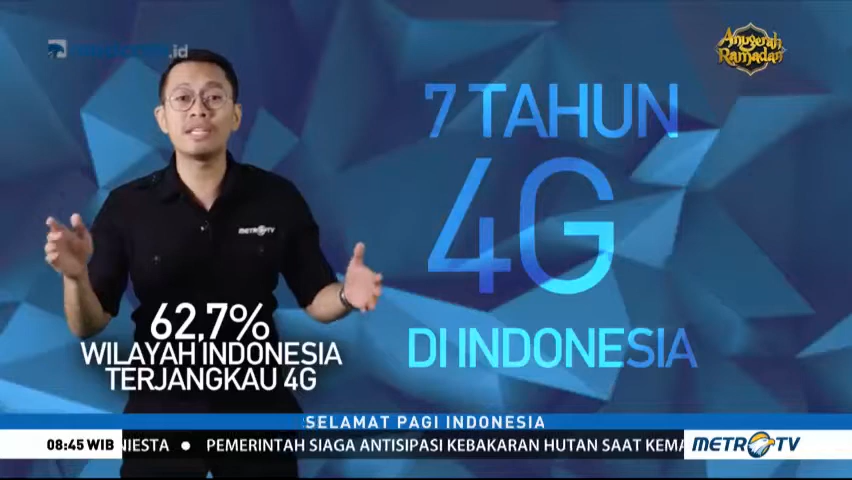 .id
Anugerah
Ramadan
7 TAHUN
4G
DI INDONESIA
METRO TV
62,7%
WILAYAH INDONESIA
TERJANGKAU 4G
SELAMAT PAGI INDONESIA
08:45 WIB NIESTA • PEMERINTAH SIAGA ANTISIPASI KEBAKARAN HUTAN SAAT KEMA METRO TV